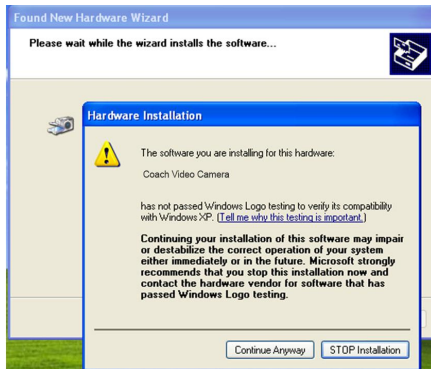 Found New Hardware Wizard
Please wait while the wizard installs the software...
Hardware Installation
The software you are installing for this hardware:
Coach Video Camera
has not passed Windows Logo testing to verify its compatibility
with Windows XP. (Tell me why this testing is important.)
Continuing your installation of this software may impair
or destabilize the correct operation of your system
either immediately or in the future. Microsoft strongly
recommends that you stop this installation now and
contact the hardware vendor for software that has
passed Windows Logo testing.
Continue Anyway
STOP Installation